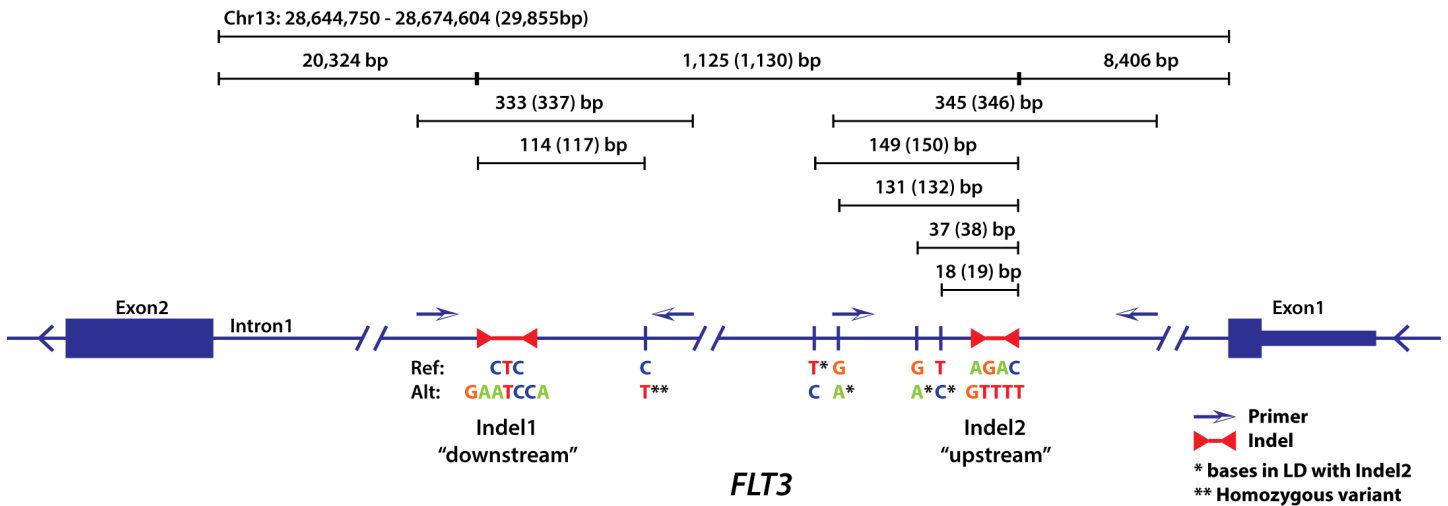 Chr13: 28,644,750 - 28,674,604 (29,855bp)
20,324 bp 1,125 (1,130) bp 8,406 bp
333 (337) bp 345 (346) bp
114 (117) bp 149 (150) bp
131 (132) bp
37 (38) bp
18 (19) bp
Exon2 Exon1
Intron1
Ref: CTC C T* G G T AGAC
Alt: GAATCCA T** C A* A* C* GTTTT
Indel1 Indel2
“downstream” “upstream”
FLT3
Primer
Indel
* bases in LD with Indel2
** Homozygous variant